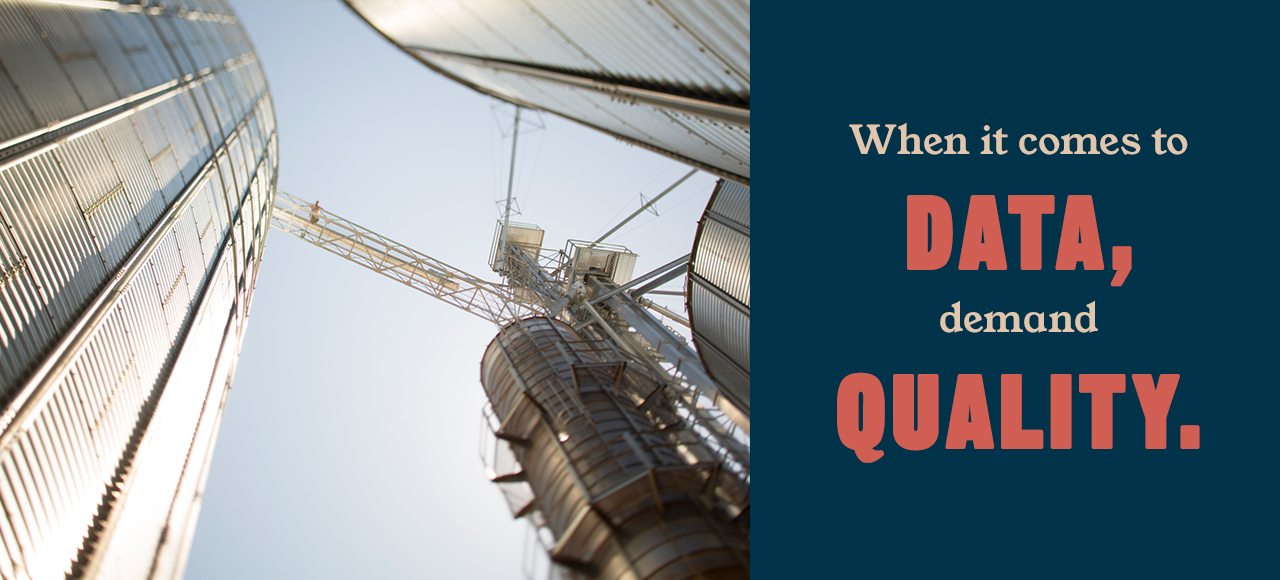 When it comes to
DATA,
demand
QUALITY.